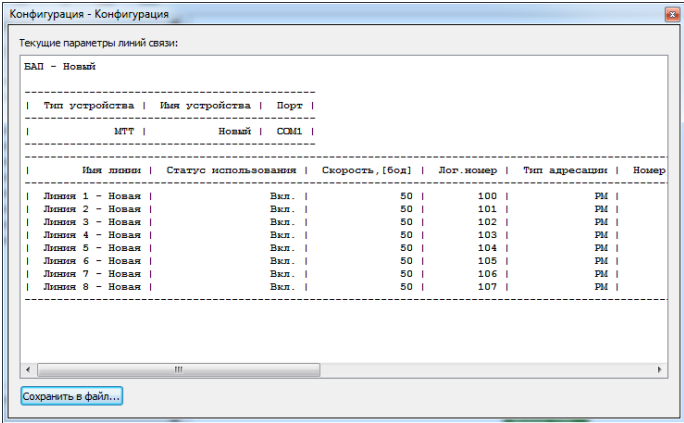 Конфигурация - Конфигурация
Текущие параметры линий связи:
БАП - Новый
------------------------------------------
| Тип устройства | Имя устройства | Порт |
------------------------------------------
| МТТ | Новый | COM1 |
------------------------------------------
------------------------------------------------------------------------------------------
| Имя линии | Статус использования | Скорость,[бод] | Лог.номер | Тип адресации | Номер
------------------------------------------------------------------------------------------
| Линия 1 - Новая | Вкл. | 50 | 100 | РМ |
| Линия 2 - Новая | Вкл. | 50 | 101 | РМ |
| Линия 3 - Новая | Вкл. | 50 | 102 | РМ |
| Линия 4 - Новая | Вкл. | 50 | 103 | РМ |
| Линия 5 - Новая | Вкл. | 50 | 104 | РМ |
| Линия 6 - Новая | Вкл. | 50 | 105 | РМ |
| Линия 7 - Новая | Вкл. | 50 | 106 | РМ |
| Линия 8 - Новая | Вкл. | 50 | 107 | РМ |
------------------------------------------------------------------------------------------
Сохранить в файл...